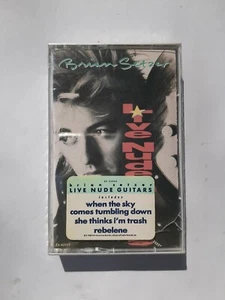 Brian Setzer
Live Nude
brian setzer
LIVE NUDE GUITARS
includes
when the sky
comes tumbling down
she thinks i'm trash
rebelene